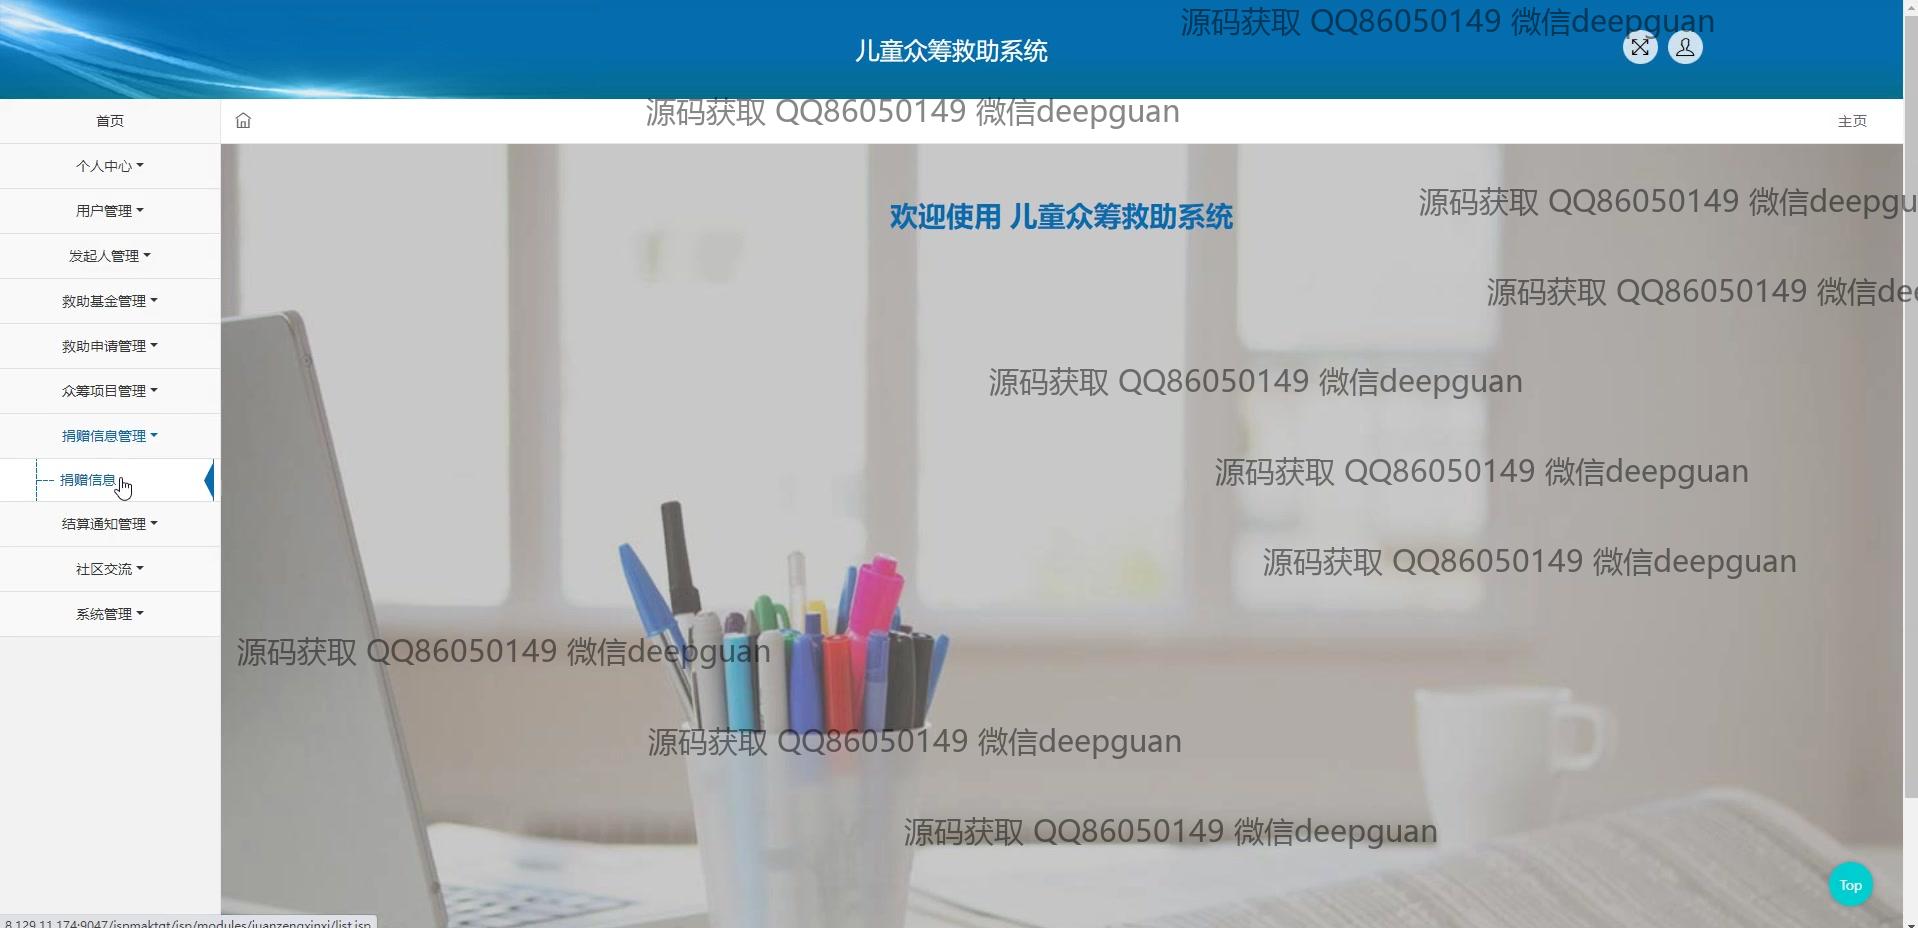 源码获取 QQ86050149 微信deepguan
儿童众筹救助系统
首页
源码获取 QQ86050149 微信deepguan
主页
个人中心
用户管理
发起人管理
救助基金管理
救助申请管理
众筹项目管理
捐赠信息管理
捐赠信息
结算通知管理
社区交流
系统管理
欢迎使用 儿童众筹救助系统
源码获取 QQ86050149 微信deepgu
源码获取 QQ86050149 微信dee
源码获取 QQ86050149 微信deepguan
源码获取 QQ86050149 微信deepguan
源码获取 QQ86050149 微信deepguan
源码获取 QQ86050149 微信deepguan
源码获取 QQ86050149 微信deepguan
源码获取 QQ86050149 微信deepguan
Top
8.129.11.174:9047/jspmaktgt/jsp/modules/juanzengxinxi/list.jsp